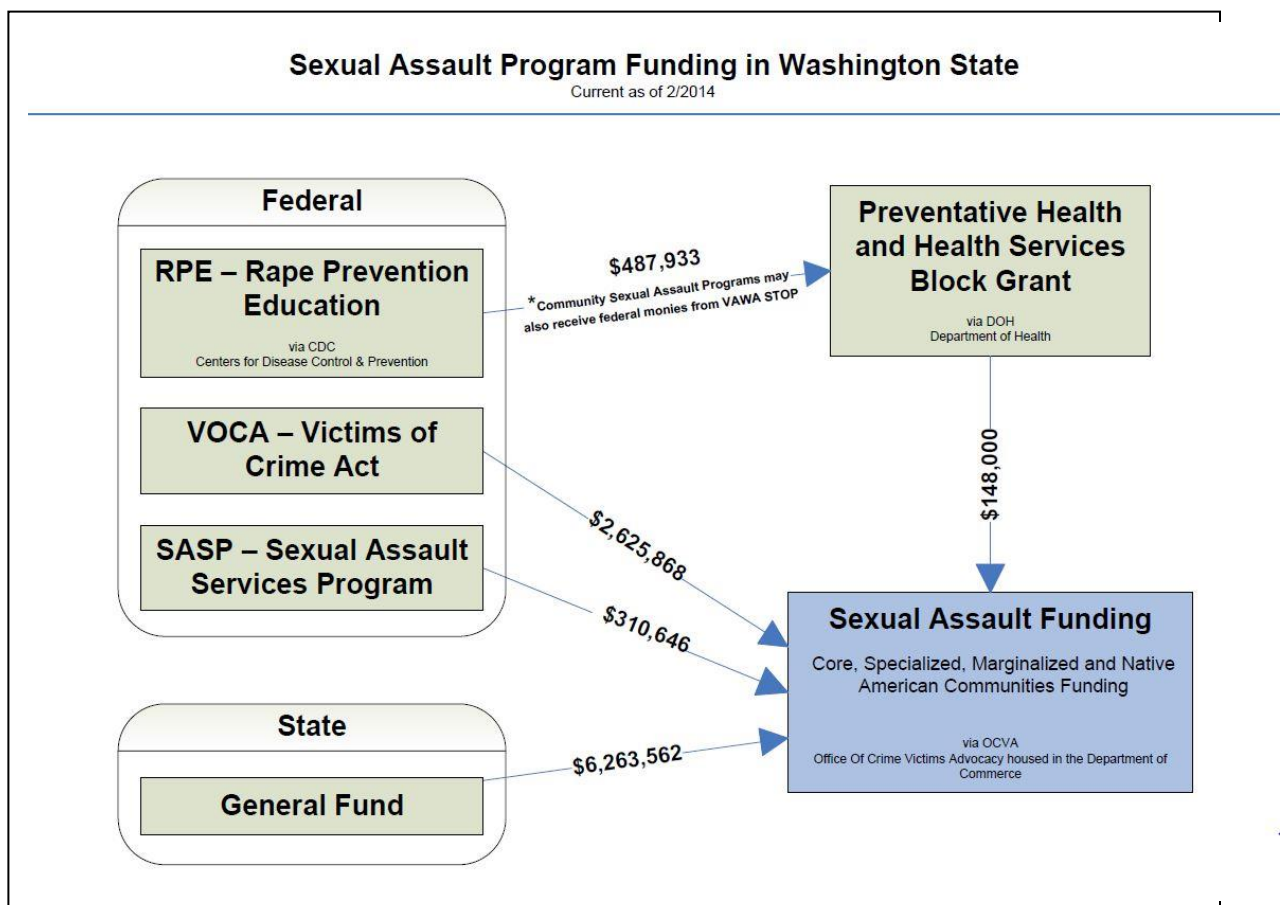 Sexual Assault Program Funding in Washington State
Current as of 2/2014
Federal
RPE – Rape Prevention
Education
via CDC
Centers for Disease Control & Prevention
$487,933
*Community Sexual Assault Programs may
also receive federal monies from VAWA STOP
Preventative Health
and Health Services
Block Grant
via DOH
Department of Health
VOCA – Victims of
Crime Act
SASP – Sexual Assault
Services Program
$2,625,868
$310,646
$148,000
Sexual Assault Funding
Core, Specialized, Marginalized and Native
American Communities Funding
via OCVA
Office Of Crime Victims Advocacy housed in the Department of
Commerce
State
General Fund
$6,263,562